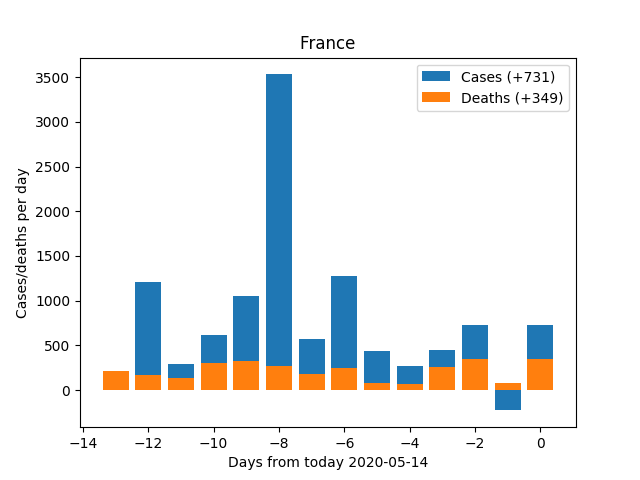 France
Cases (+731)
Deaths (+349)
Cases/deaths per day
3500
3000
2500
2000
1500
1000
500
0
−14 −12 −10 −8 −6 −4 −2 0
Days from today 2020-05-14